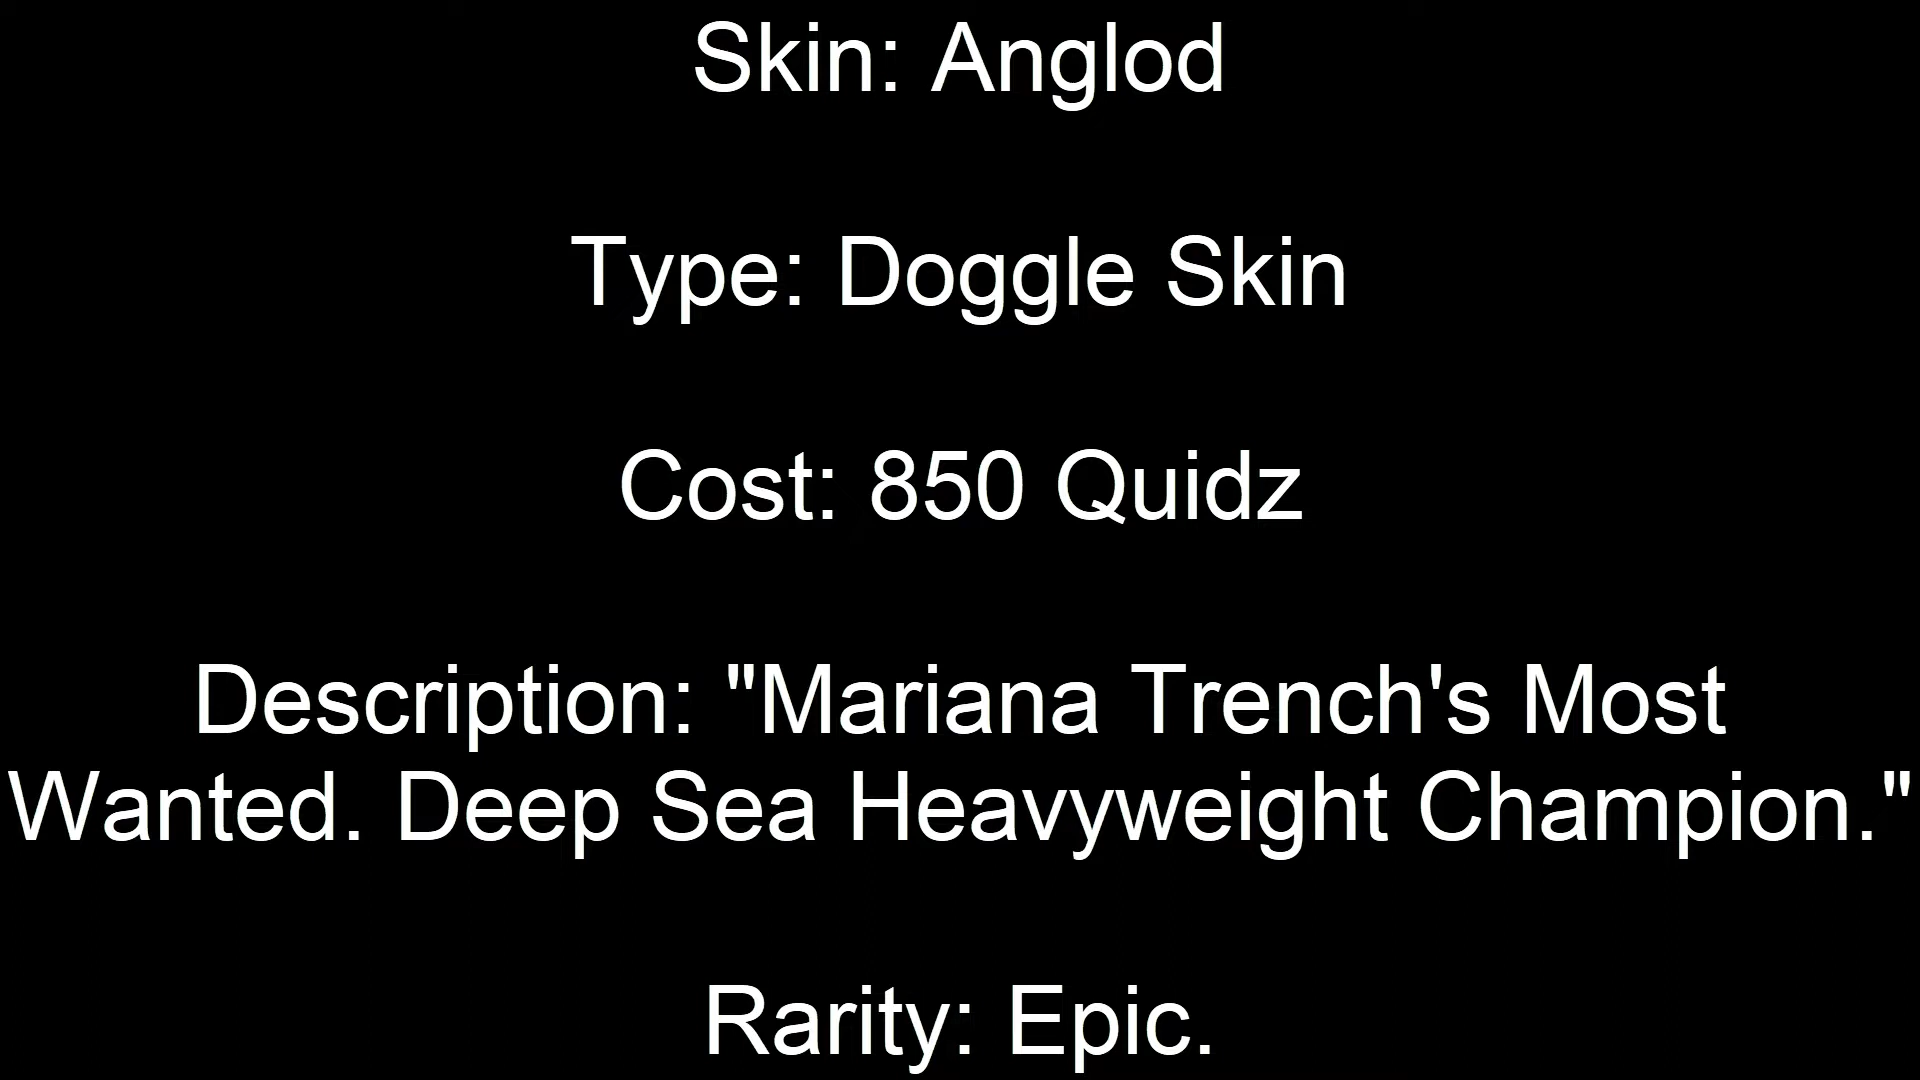 Skin: Anglod
Type: Doggle Skin
Cost: 850 Quidz
Description: "Mariana Trench's Most
Wanted. Deep Sea Heavyweight Champion."
Rarity: Epic.